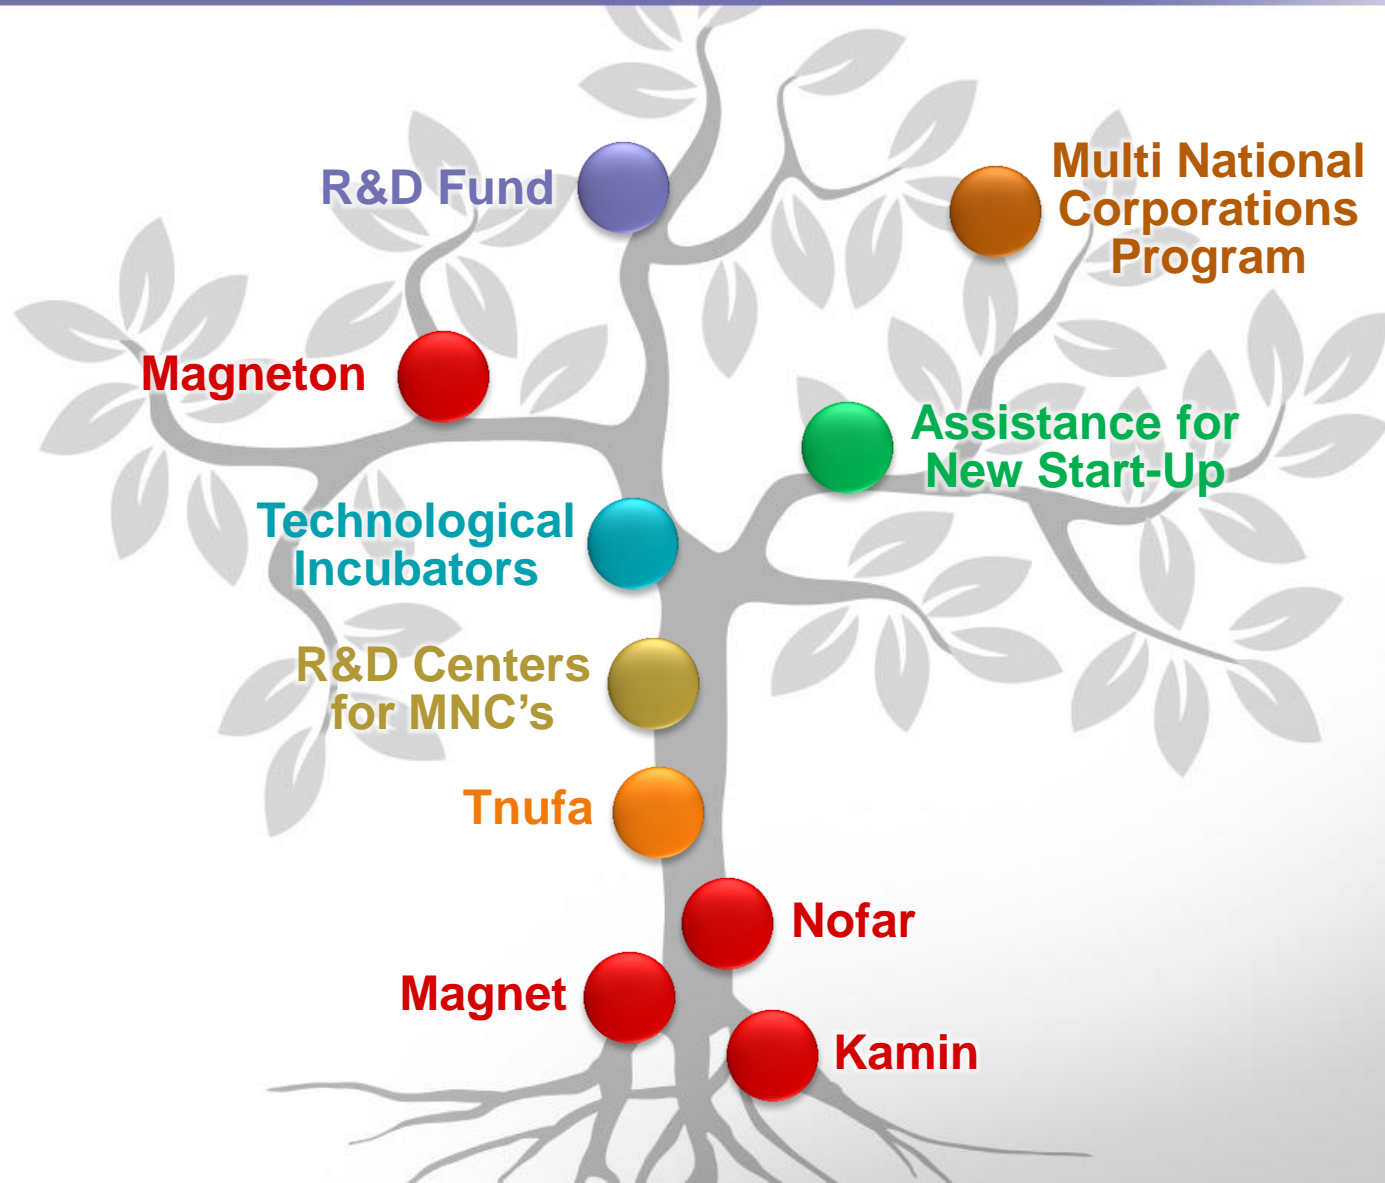 R&D Fund
Multi National
Corporations
Program
Magneton
Assistance for
New Start-Up
Technological
Incubators
R&D Centers
for MNC’s
Tnufa
Nofar
Magnet
Kamin